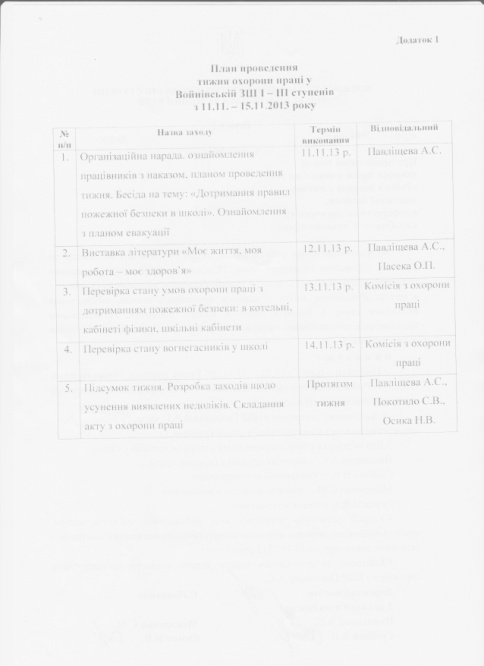 Додаток 1
План проведення
тижня охорони праці у
Войнівській ЗШ І – ІІІ ступенів
з 11.11. – 15.11.2013 року
№ п/п
Назва заходу
Термін виконання
Відповідальний
1.
Організаційна нарада. ознайомлення
працівників з наказом, планом проведення
тижня. Бесіда на тему: «Дотримання правил
пожежної безпеки в школі». Ознайомлення
з планом евакуації
11.11.13 р.
Павліщева А.С.
2.
Виставка літератури «Моє життя, моя
робота – моє здоров'я»
12.11.13 р.
Павліщева А.С.,
Пасека О.П.
3.
Перевірка стану умов охорони праці з
дотриманням пожежної безпеки: в котельні,
кабінеті фізики, шкільні кабінети
13.11.13 р.
Комісія з охорони
праці
4.
Перевірка стану вогнегасників у школі
14.11.13 р.
Комісія з охорони
праці
5.
Підсумок тижня. Розробка заходів щодо
усунення виявлених недоліків. Складання
акту з охорони праці
Протягом
тижня
Павліщева А.С.,
Покотило С.В.,
Осика Н.В.